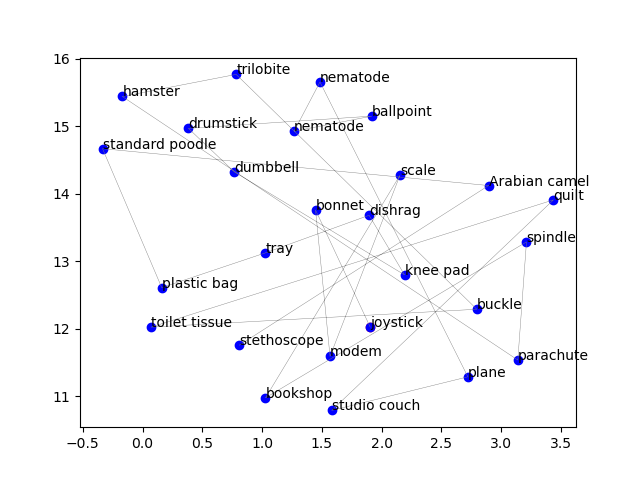 16
trilobite
nematode
hamster
ballpoint
15
drumstick
nematode
standard poodle
dumbbell
scale
Arabian camel
14
quilt
bonnet
dishrag
spindle
tray
13
knee pad
plastic bag
buckle
12
toilet tissue
joystick
stethoscope
modem
parachute
plane
11
bookshop
studio couch
−0.5 0.0 0.5 1.0 1.5 2.0 2.5 3.0 3.5